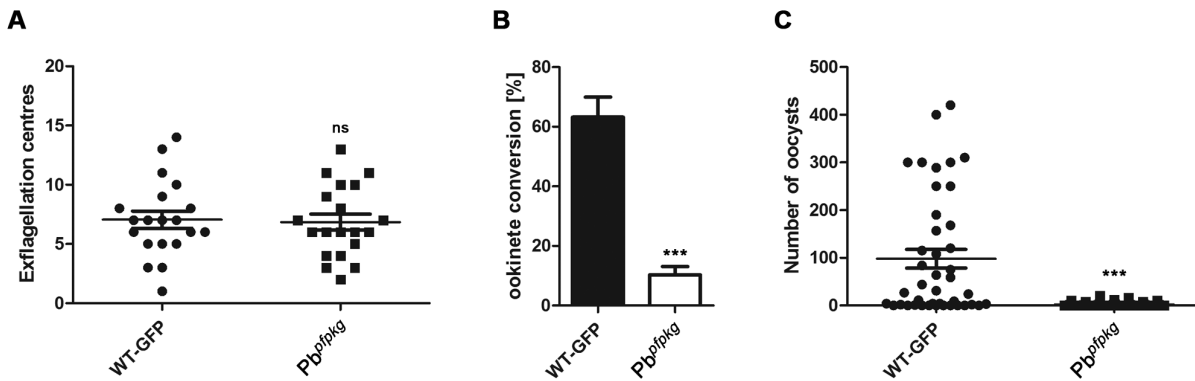 A
Exflagellation centres
20
15
10
5
0
ns
WT-GFP
Pbpfpkg
B
ookinete conversion [%]
80
60
40
20
0
***
WT-GFP
Pbpfpkg
C
Number of oocysts
500
400
300
200
100
0
***
WT-GFP
Pbpfpkg